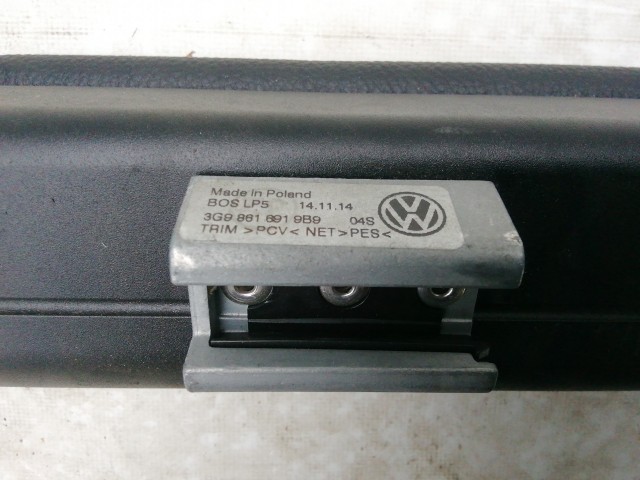 Made in Poland
BOS LP5 14.11.14
3G9 861 691 9B9 04S
TRIM >PCV< NET>PES<